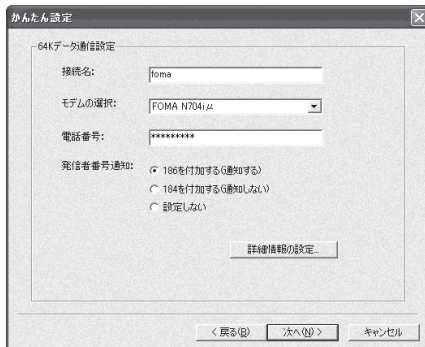 かんたん設定
64Kデータ通信設定
接続名: foma
モデムの選択: FOMA N704iμ
電話番号: *********
発信者番号通知: 186を付加する(通知する)
184を付加する(通知しない)
設定しない
詳細情報の設定...
< 戻る(B) 次へ(N) > キャンセル